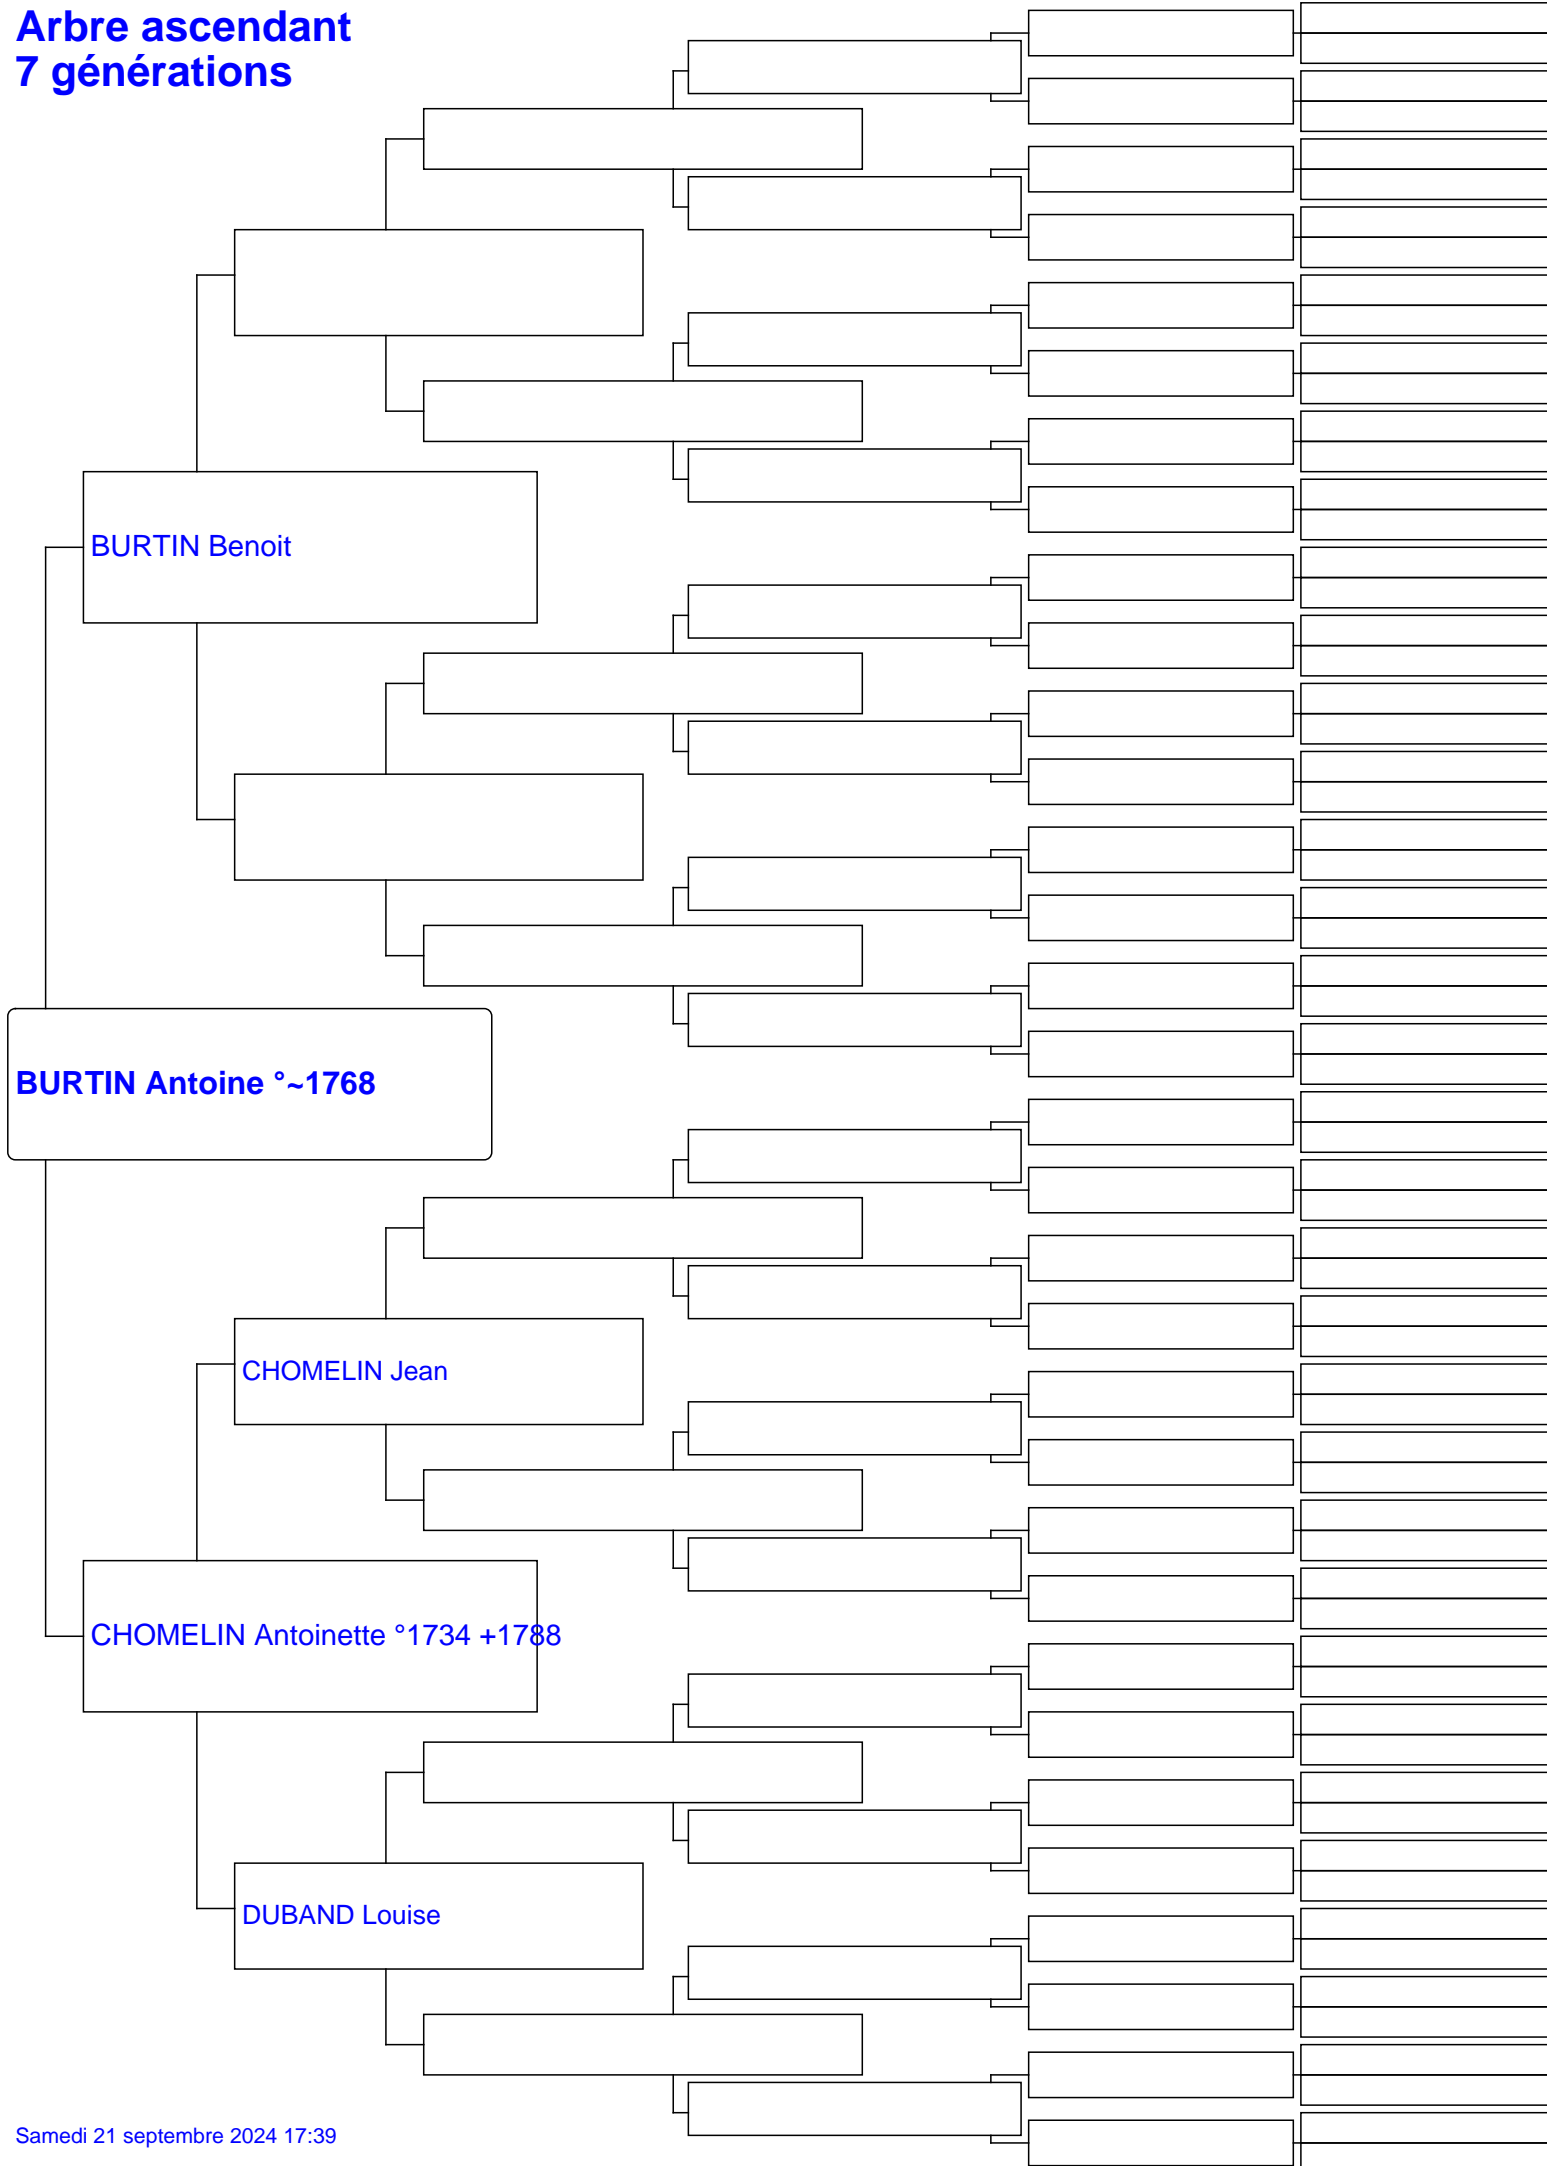 Arbre ascendant
7 générations
BURTIN Benoit
BURTIN Antoine °~1768
CHOMELIN Jean
CHOMELIN Antoinette °1734 +1788
DUBAND Louise
Samedi 21 septembre 2024 17:39